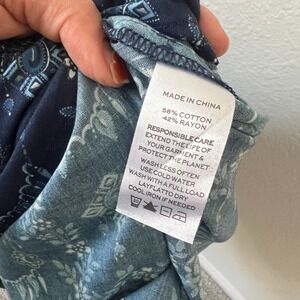 MADE IN CHINA
58% COTTON
42% RAYON
RESPONSIBLE CARE
EXTEND THE LIFE OF
YOUR GARMENT &
PROTECT THE PLANET
WASH LESS OFTEN
USE COLD WATER
WASH WITH A FULL LOAD
LAY FLAT TO DRY
COOL IRON IF NEEDED